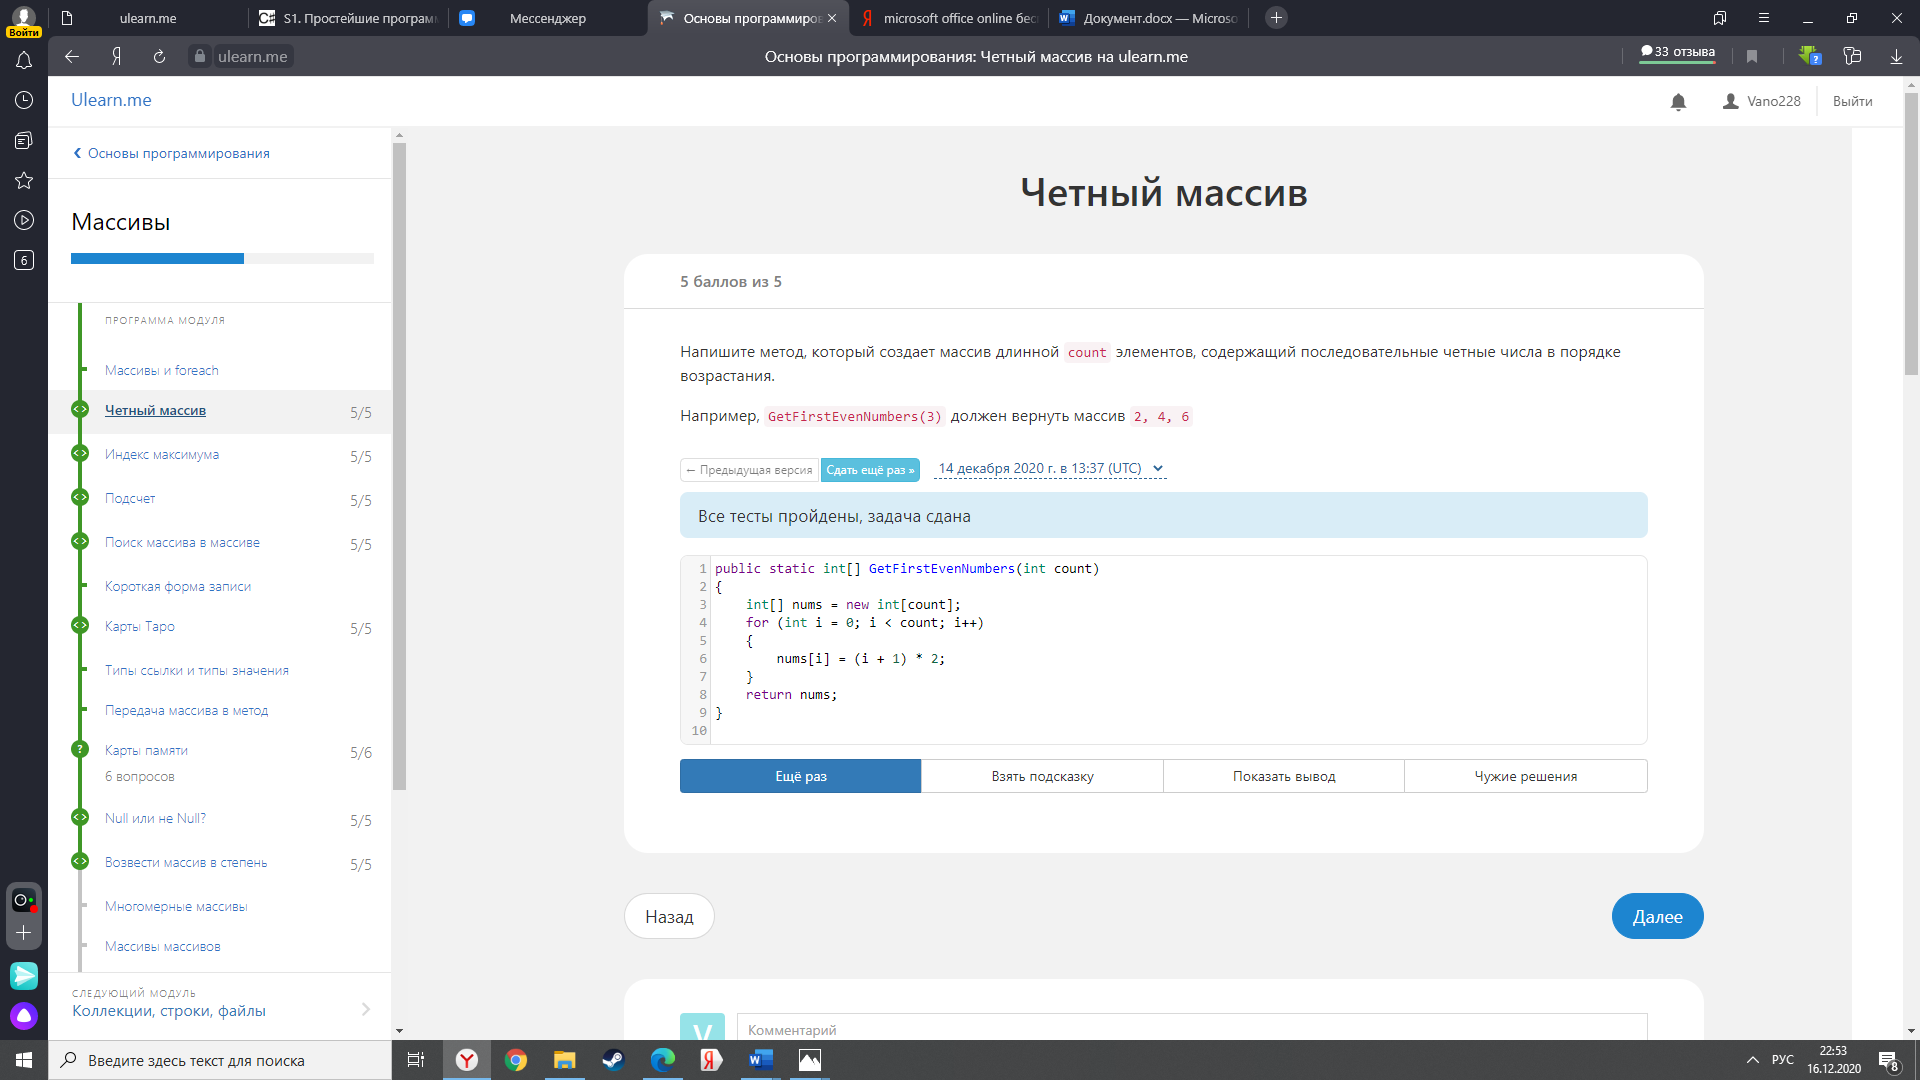 Войти
ulearn.me
S1. Простейшие програм
Мессенджер
Основы программиров
microsoft office online бес
Документ.docx — Microso
ulearn.me
Основы программирования: Четный массив на ulearn.me
33 отзыва
6
Ulearn.me
Vano228
Выйти
Основы программирования
Массивы
ПРОГРАММА МОДУЛЯ
Массивы и foreach
Четный массив 5/5
Индекс максимума 5/5
Подсчет 5/5
Поиск массива в массиве 5/5
Короткая форма записи
Карты Таро 5/5
Типы ссылки и типы значения
Передача массива в метод
Карты памяти 5/6
6 вопросов
Null или не Null? 5/5
Возвести массив в степень 5/5
Многомерные массивы
Массивы массивов
СЛЕДУЮЩИЙ МОДУЛЬ
Коллекции, строки, файлы
Четный массив
5 баллов из 5
Напишите метод, который создает массив длинной count элементов, содержащий последовательные четные числа в порядке
возрастания.
Например, GetFirstEvenNumbers(3) должен вернуть массив 2, 4, 6
← Предыдущая версия
Сдать ещё раз »
14 декабря 2020 г. в 13:37 (UTC)
Все тесты пройдены, задача сдана
1 public static int[] GetFirstEvenNumbers(int count)
2 {
3     int[] nums = new int[count];
4     for (int i = 0; i < count; i++)
5     {
6         nums[i] = (i + 1) * 2;
7     }
8     return nums;
9 }
10
Ещё раз
Взять подсказку
Показать вывод
Чужие решения
Назад
Далее
V
Комментарий
Введите здесь текст для поиска
РУС
22:53
16.12.2020
8